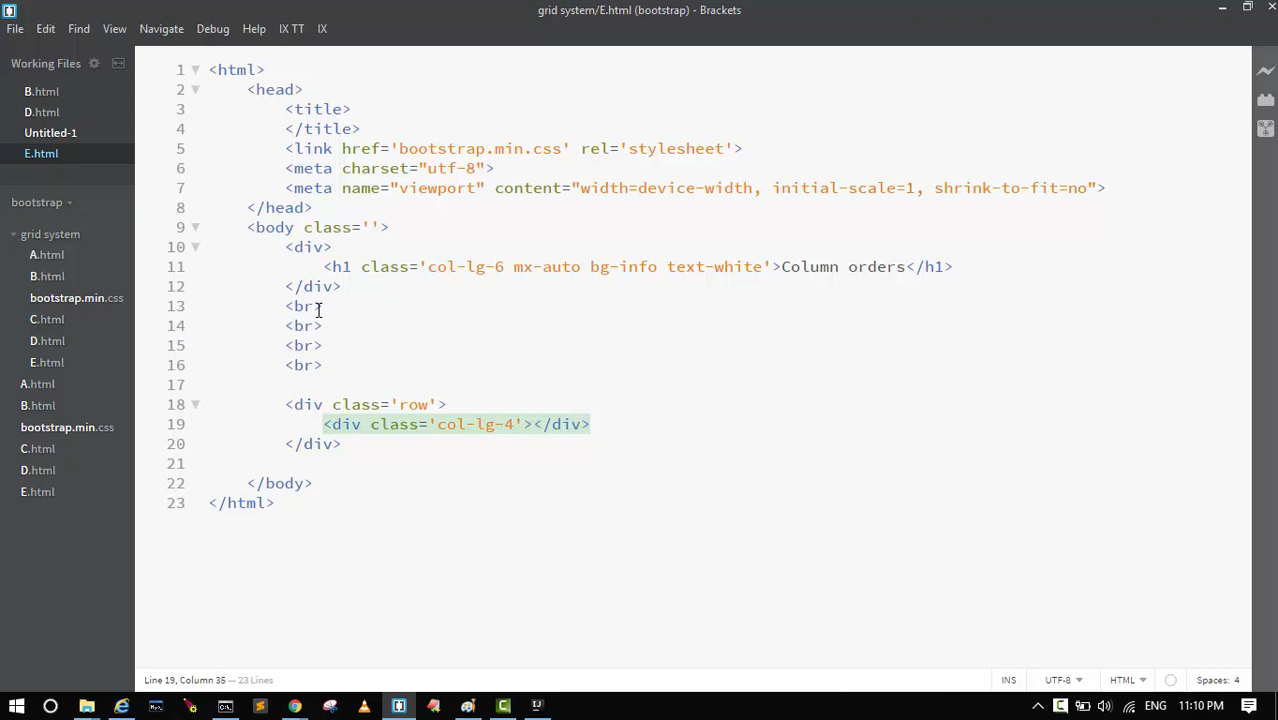 grid system/E.html (bootstrap) - Brackets
File Edit Find View Navigate Debug Help IX TT IX
Working Files
B.html
D.html
Untitled-1
E.html
bootstrap
grid system
A.html
B.html
bootstrap.min.css
C.html
D.html
E.html
A.html
B.html
bootstrap.min.css
C.html
D.html
E.html
1 <html>
2 <head>
3 <title>
4 </title>
5 <link href='bootstrap.min.css' rel='stylesheet'>
6 <meta charset="utf-8">
7 <meta name="viewport" content="width=device-width, initial-scale=1, shrink-to-fit=no">
8 </head>
9 <body class=''>
10 <div>
11 <h1 class='col-lg-6 mx-auto bg-info text-white'>Column orders</h1>
12 </div>
13 <br>
14 <br>
15 <br>
16 <br>
17
18 <div class='row'>
19 <div class='col-lg-4'></div>
20 </div>
21
22 </body>
23 </html>
Line 19, Column 35 — 23 Lines
INS UTF-8 HTML Spaces: 4
ENG 11:10 PM